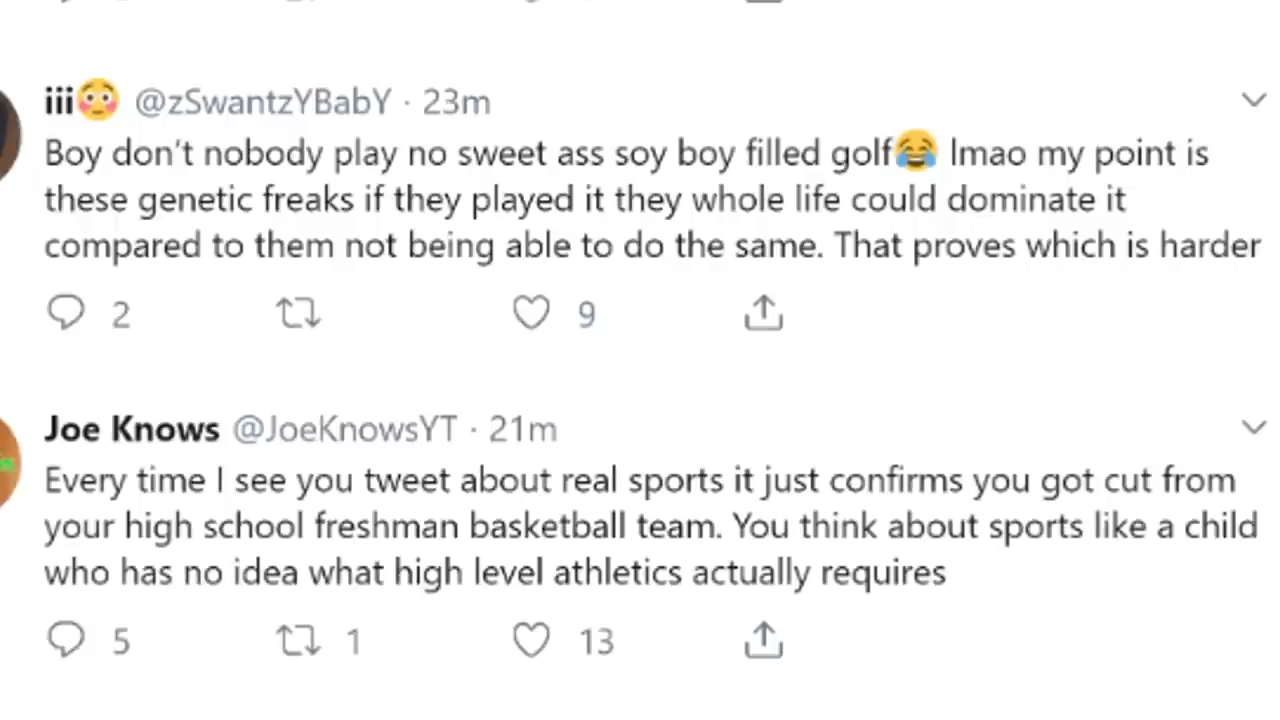 iii😳 @zSwantzYBabY · 23m
Boy don't nobody play no sweet ass soy boy filled golf😂 lmao my point is
these genetic freaks if they played it they whole life could dominate it
compared to them not being able to do the same. That proves which is harder
2 9
Joe Knows @JoeKnowsYT · 21m
Every time I see you tweet about real sports it just confirms you got cut from
your high school freshman basketball team. You think about sports like a child
who has no idea what high level athletics actually requires
5 1 13